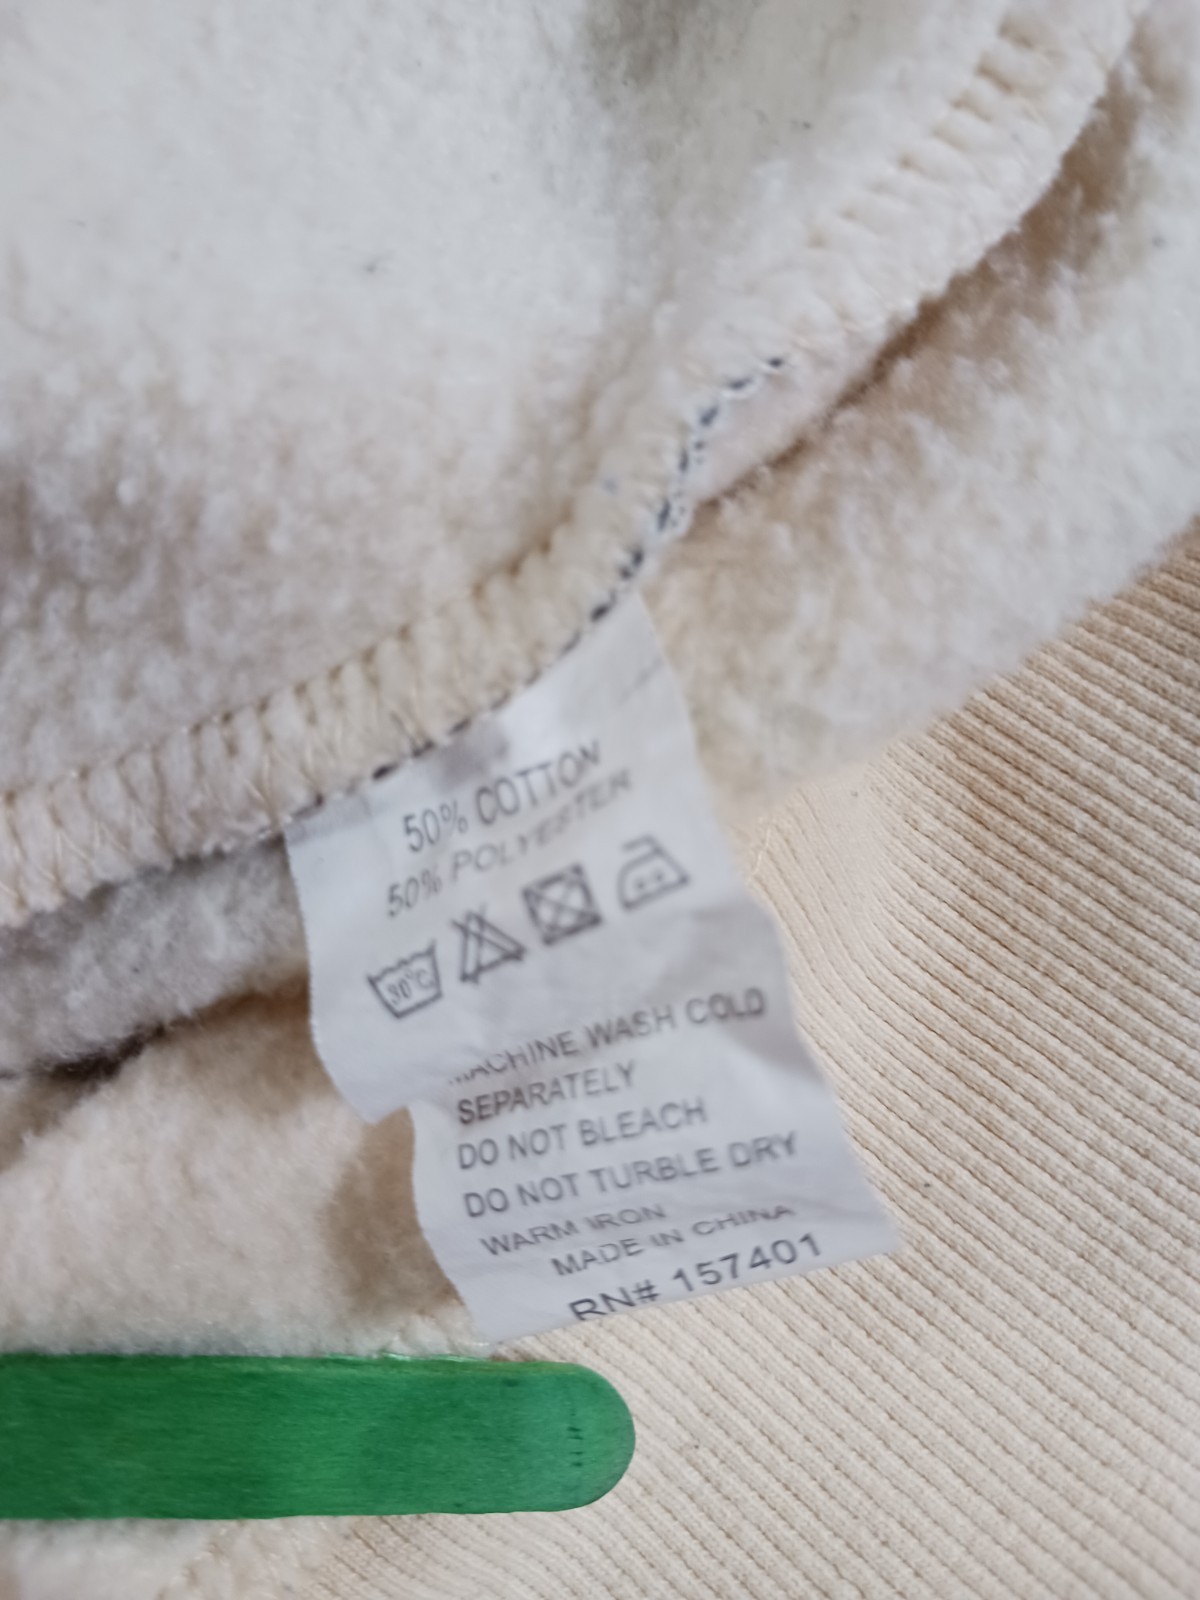 50% COTTON
50% POLYESTER
30°C
MACHINE WASH COLD
SEPARATELY
DO NOT BLEACH
DO NOT TURBLE DRY
WARM IRON
MADE IN CHINA
RN# 157401